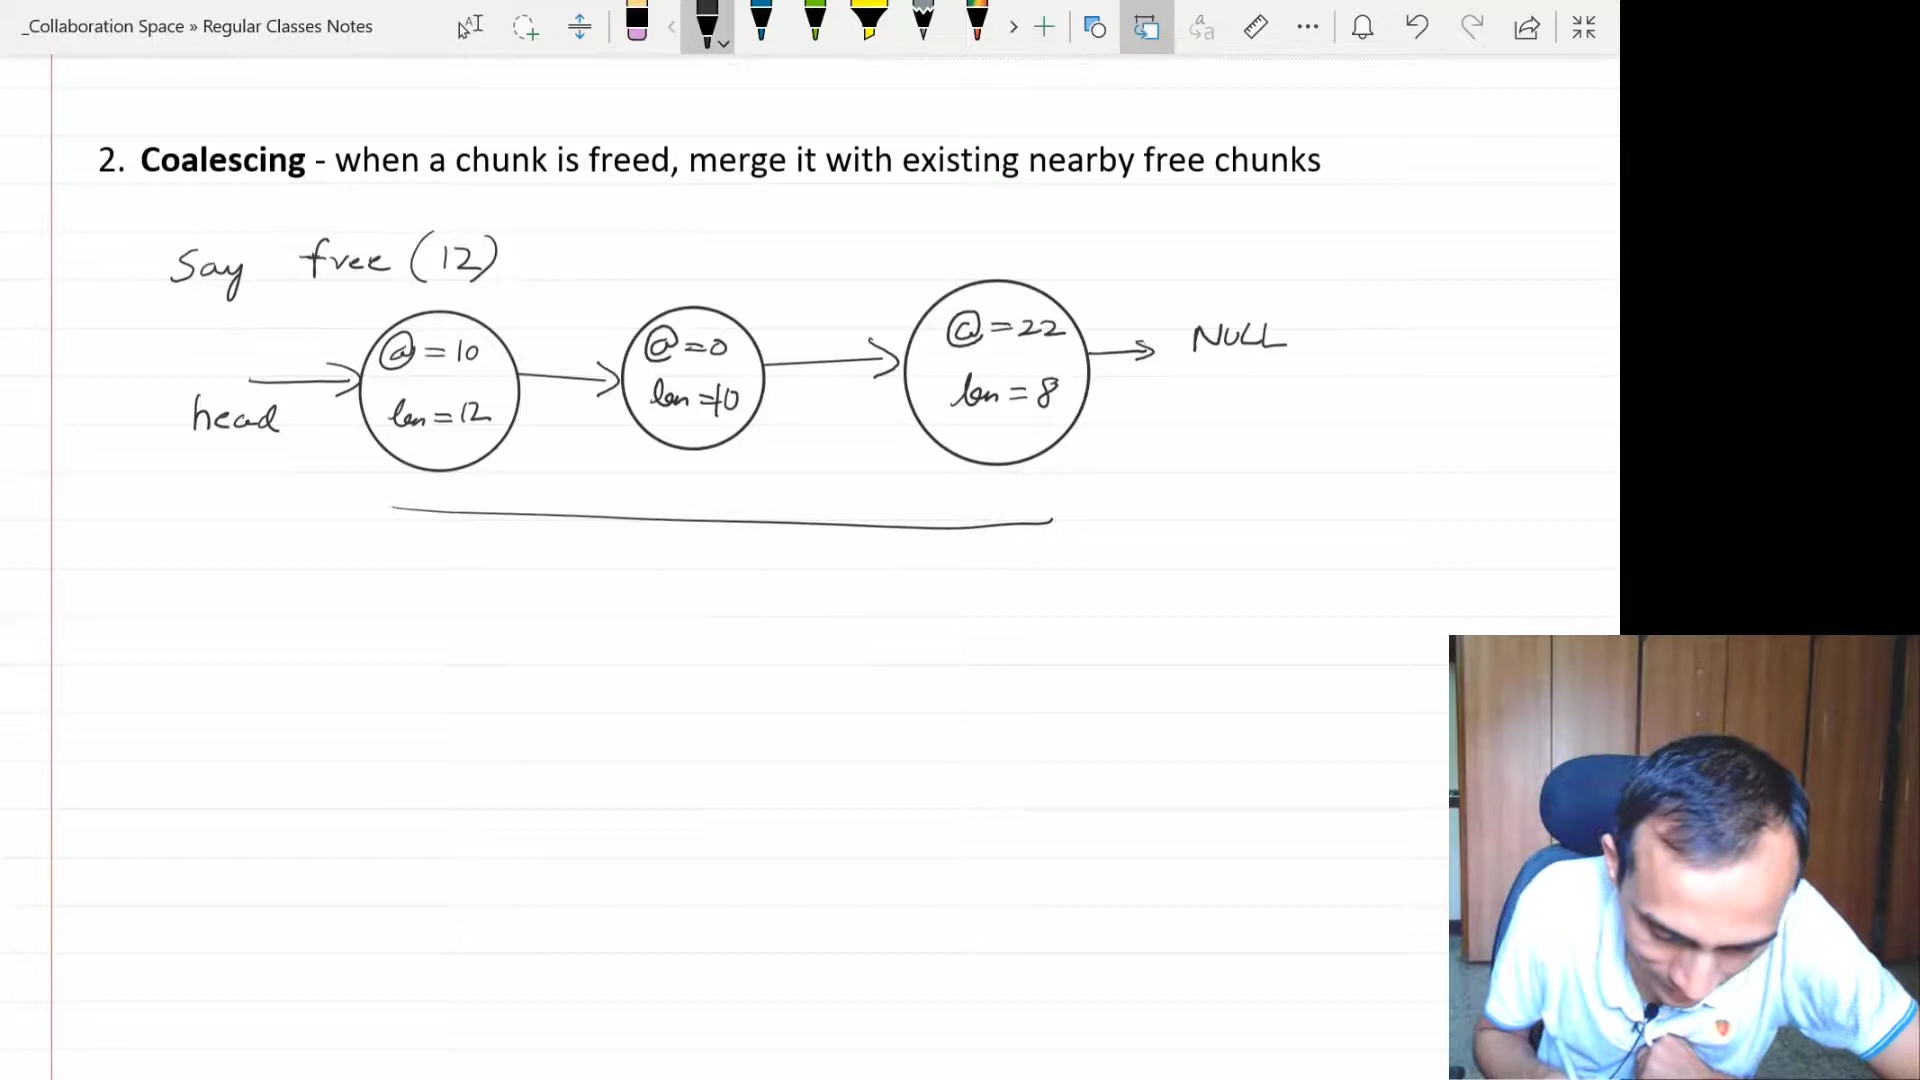 _Collaboration Space » Regular Classes Notes
2. Coalescing - when a chunk is freed, merge it with existing nearby free chunks
Say free (12)
head
@ = 10
len = 12
@ = 0
len = 10
@ = 22
len = 8
NULL